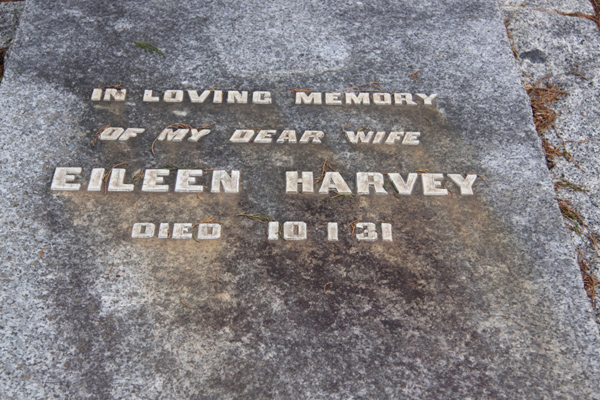 IN LOVING MEMORY
OF MY DEAR WIFE
EILEEN HARVEY
DIED 10 1 31